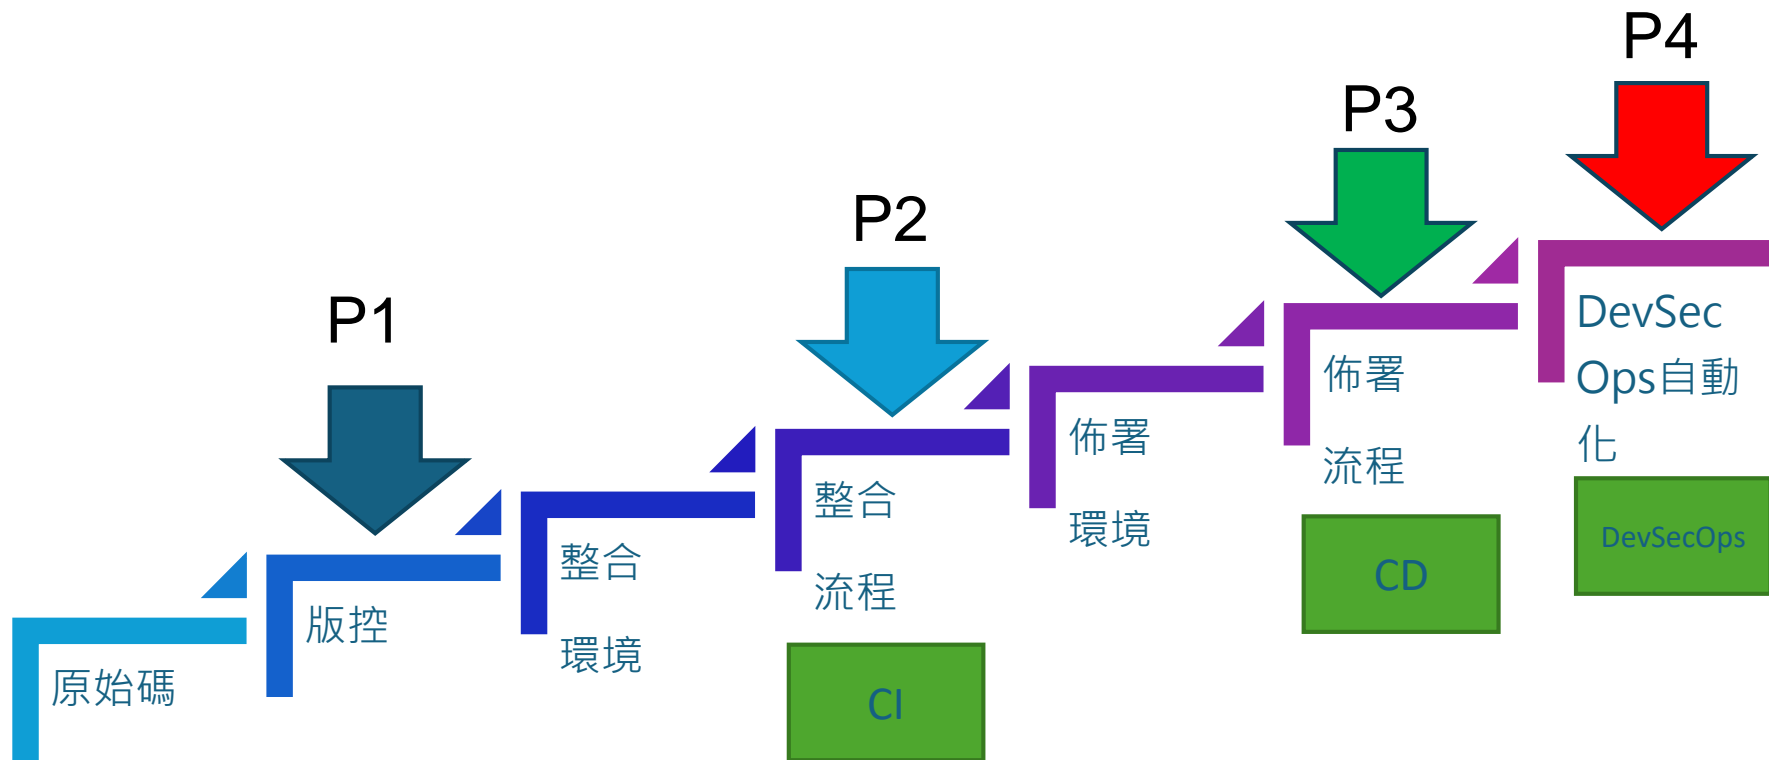 P1
P2
P3
P4
原始碼
版控
整合
環境
整合
流程
CI
佈署
環境
佈署
流程
CD
DevSec
Ops自動
化
DevSecOps